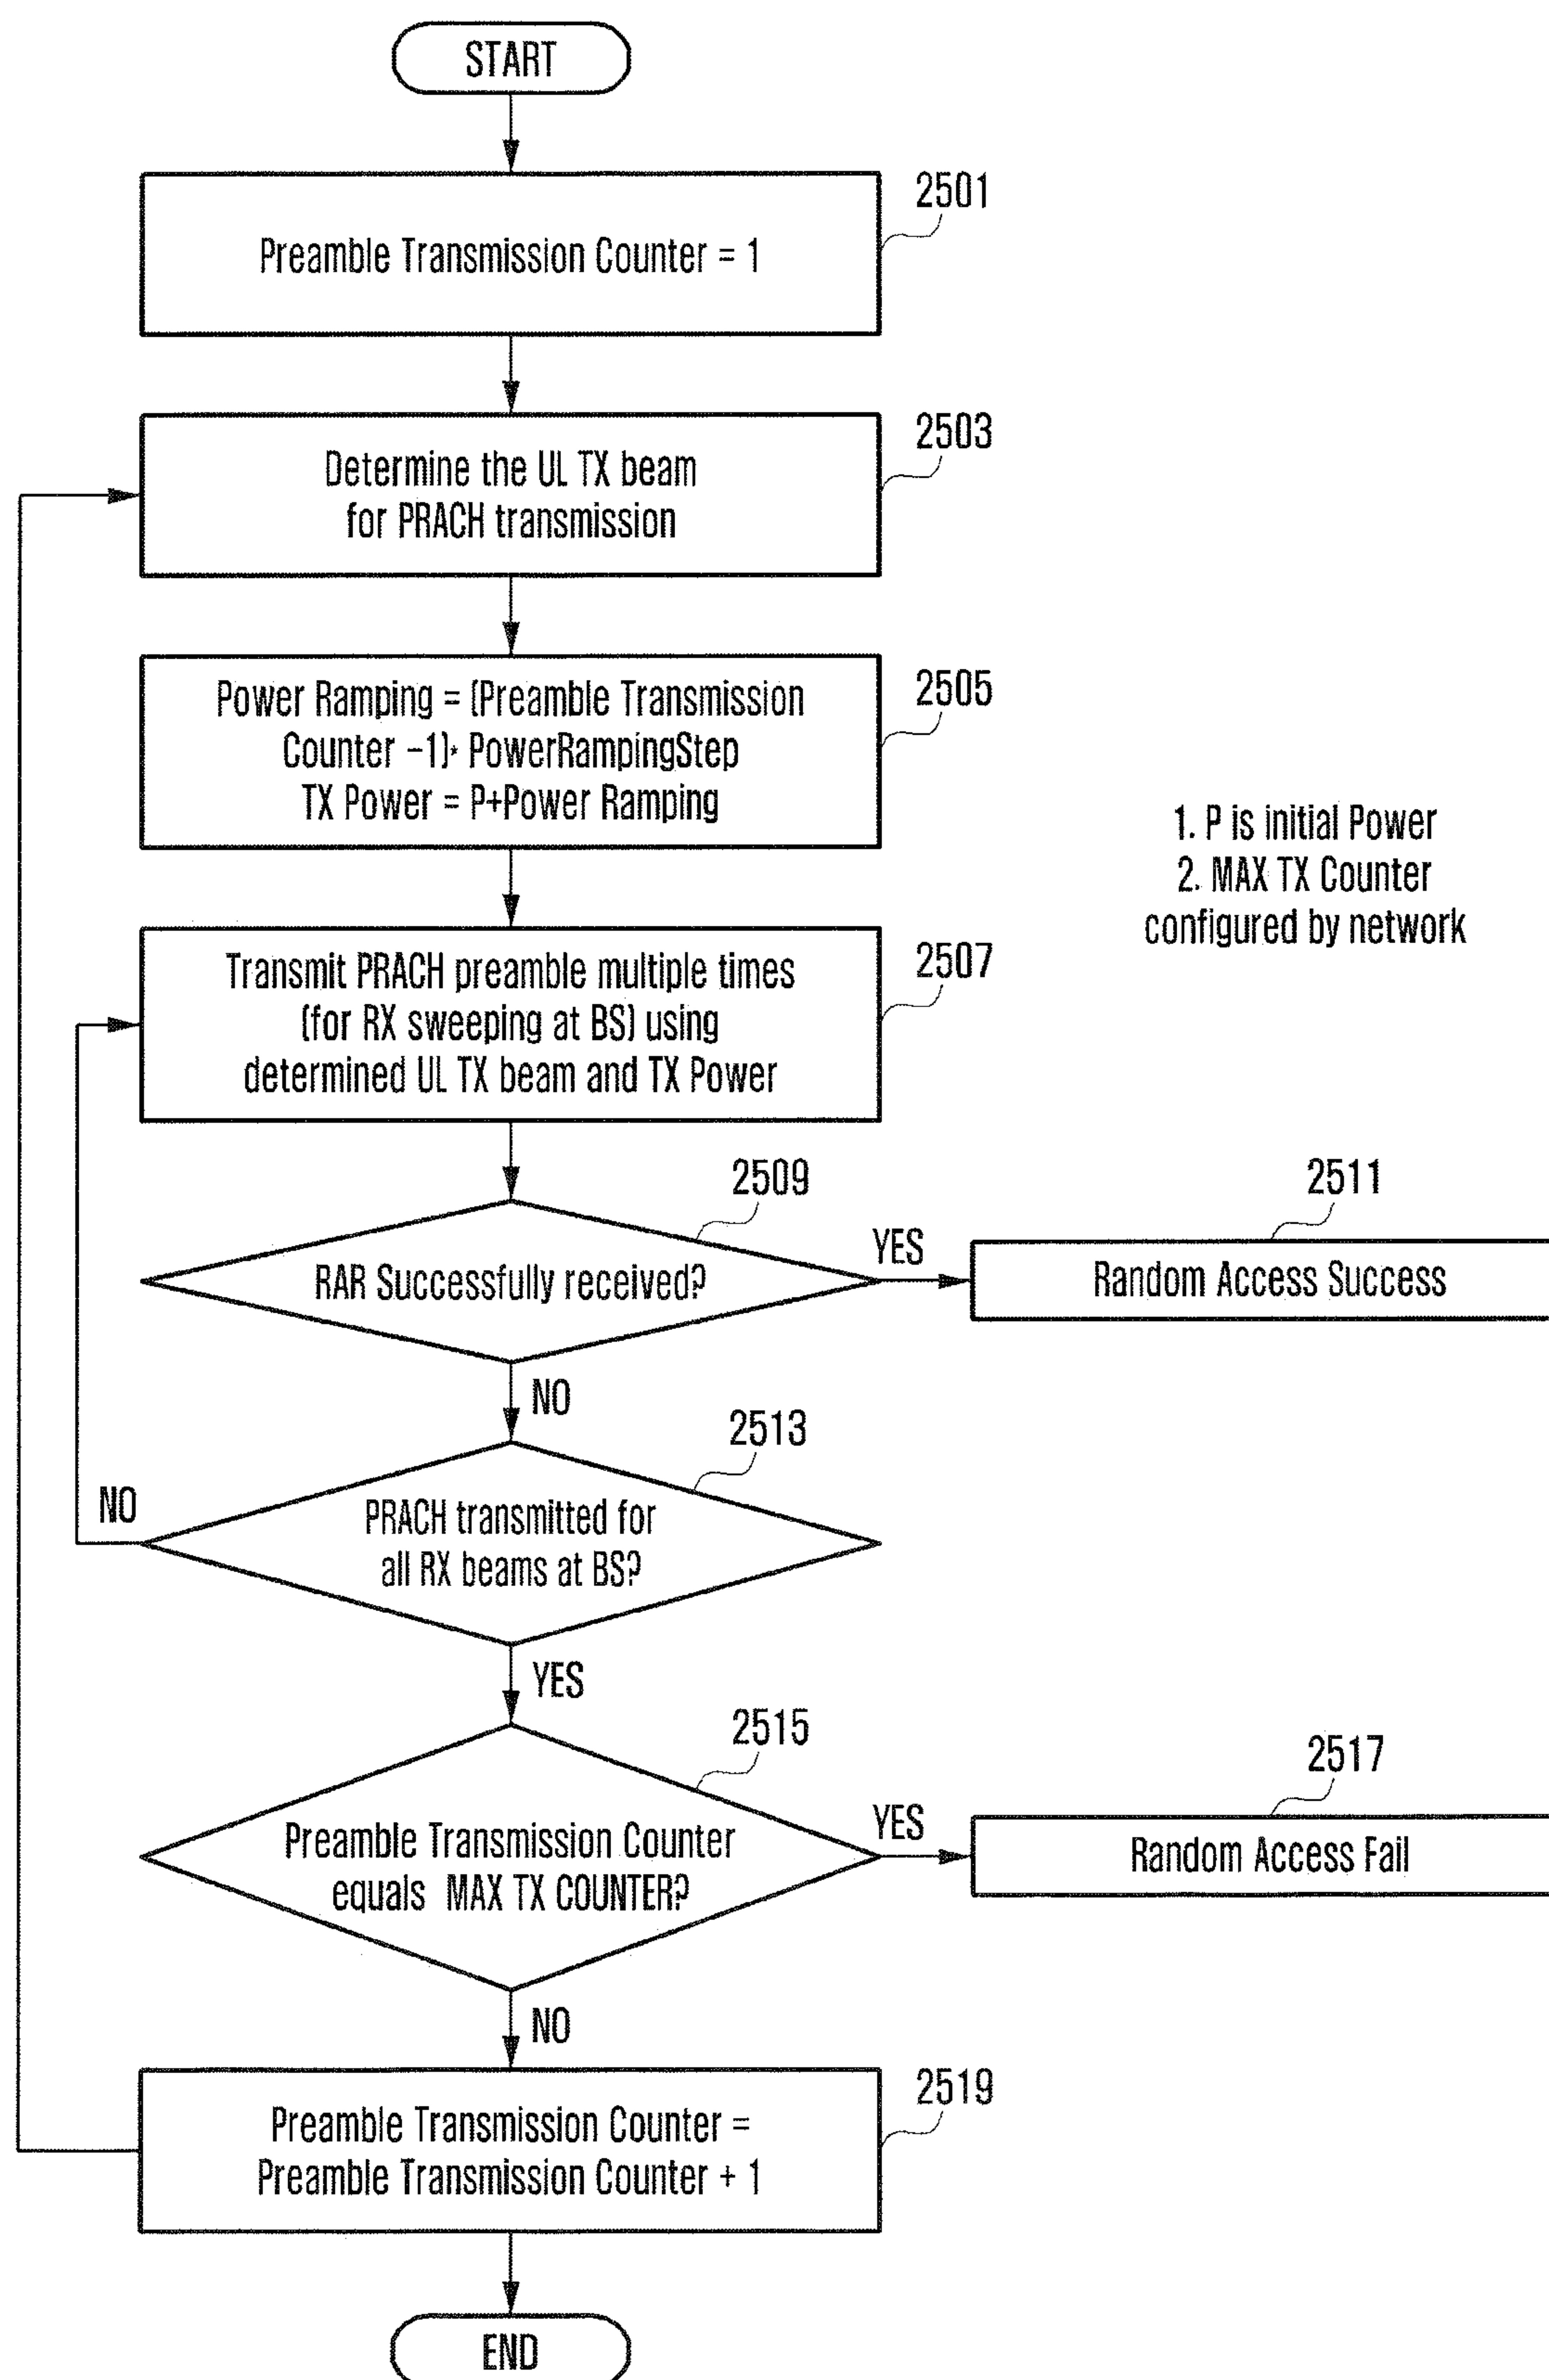 START
2501
Preamble Transmission Counter = 1
2503
Determine the UL TX beam
for PRACH transmission
2505
Power Ramping = (Preamble Transmission
Counter −1)* PowerRampingStep
TX Power = P+Power Ramping
1. P is initial Power
2. MAX TX Counter
configured by network
2507
Transmit PRACH preamble multiple times
(for RX sweeping at BS) using
determined UL TX beam and TX Power
2509
2511
RAR Successfully received?
YES
Random Access Success
NO
2513
NO
PRACH transmitted for
all RX beams at BS?
YES
2515
2517
Preamble Transmission Counter
equals MAX TX COUNTER?
YES
Random Access Fail
NO
2519
Preamble Transmission Counter =
Preamble Transmission Counter + 1
END